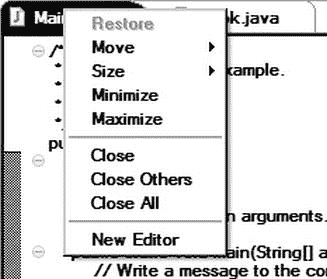 Mai ok.java
Restore
/*
Move
Size xample.
Minimize
Maximize
pu
Close
Close Others
Close All
n arguments.
New Editor
main(String[] a
// Write a message to the co